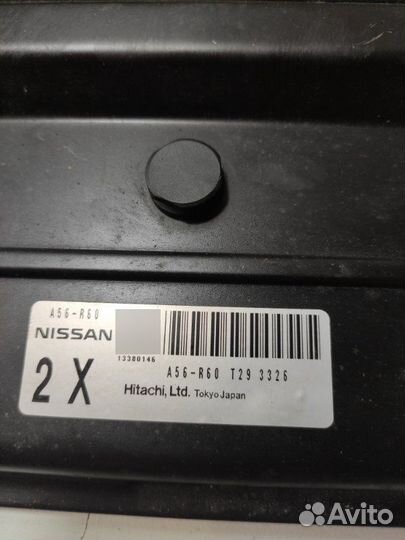 A56-R60
NISSAN
13380146
2 X
A56-R60 T29 3326
Hitachi, Ltd. Tokyo Japan
Avito